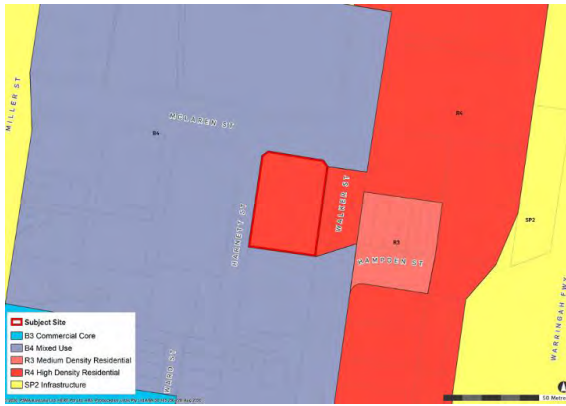 MILLER ST
MCLAREN ST
B4
R4
HARNETT ST
WALKER ST
R3
HAMPDEN ST
SP2
WARRINGAH FWY
WARD ST
Subject Site
B3 Commercial Core
B4 Mixed Use
R3 Medium Density Residential
R4 High Density Residential
SP2 Infrastructure
50 Metres